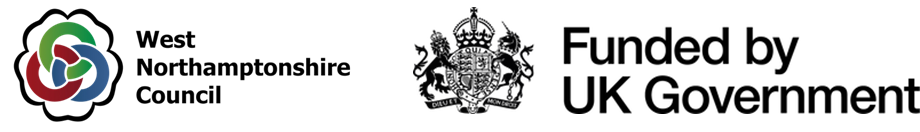 West
Northamptonshire
Council
Funded by
UK Government
DIEU ET MON DROIT